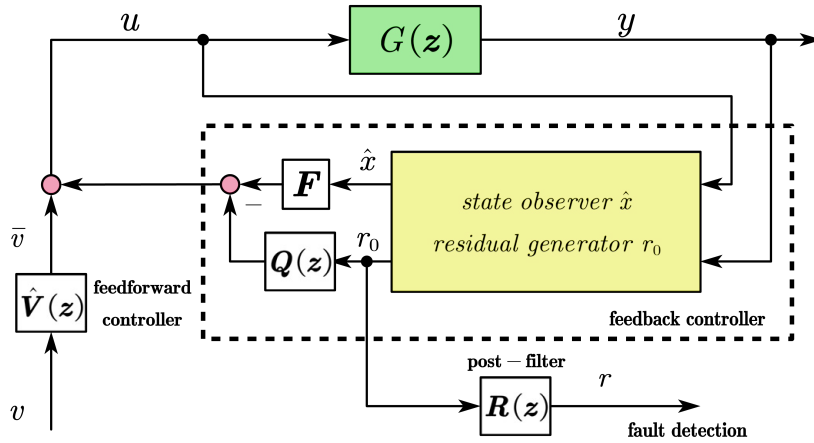 u
G(z)
y
x̂
F
−
state observer x̂
residual generator r₀
r₀
Q(z)
v̅
V̂(z)
feedforward
controller
feedback controller
post − filter
v
R(z)
r
fault detection